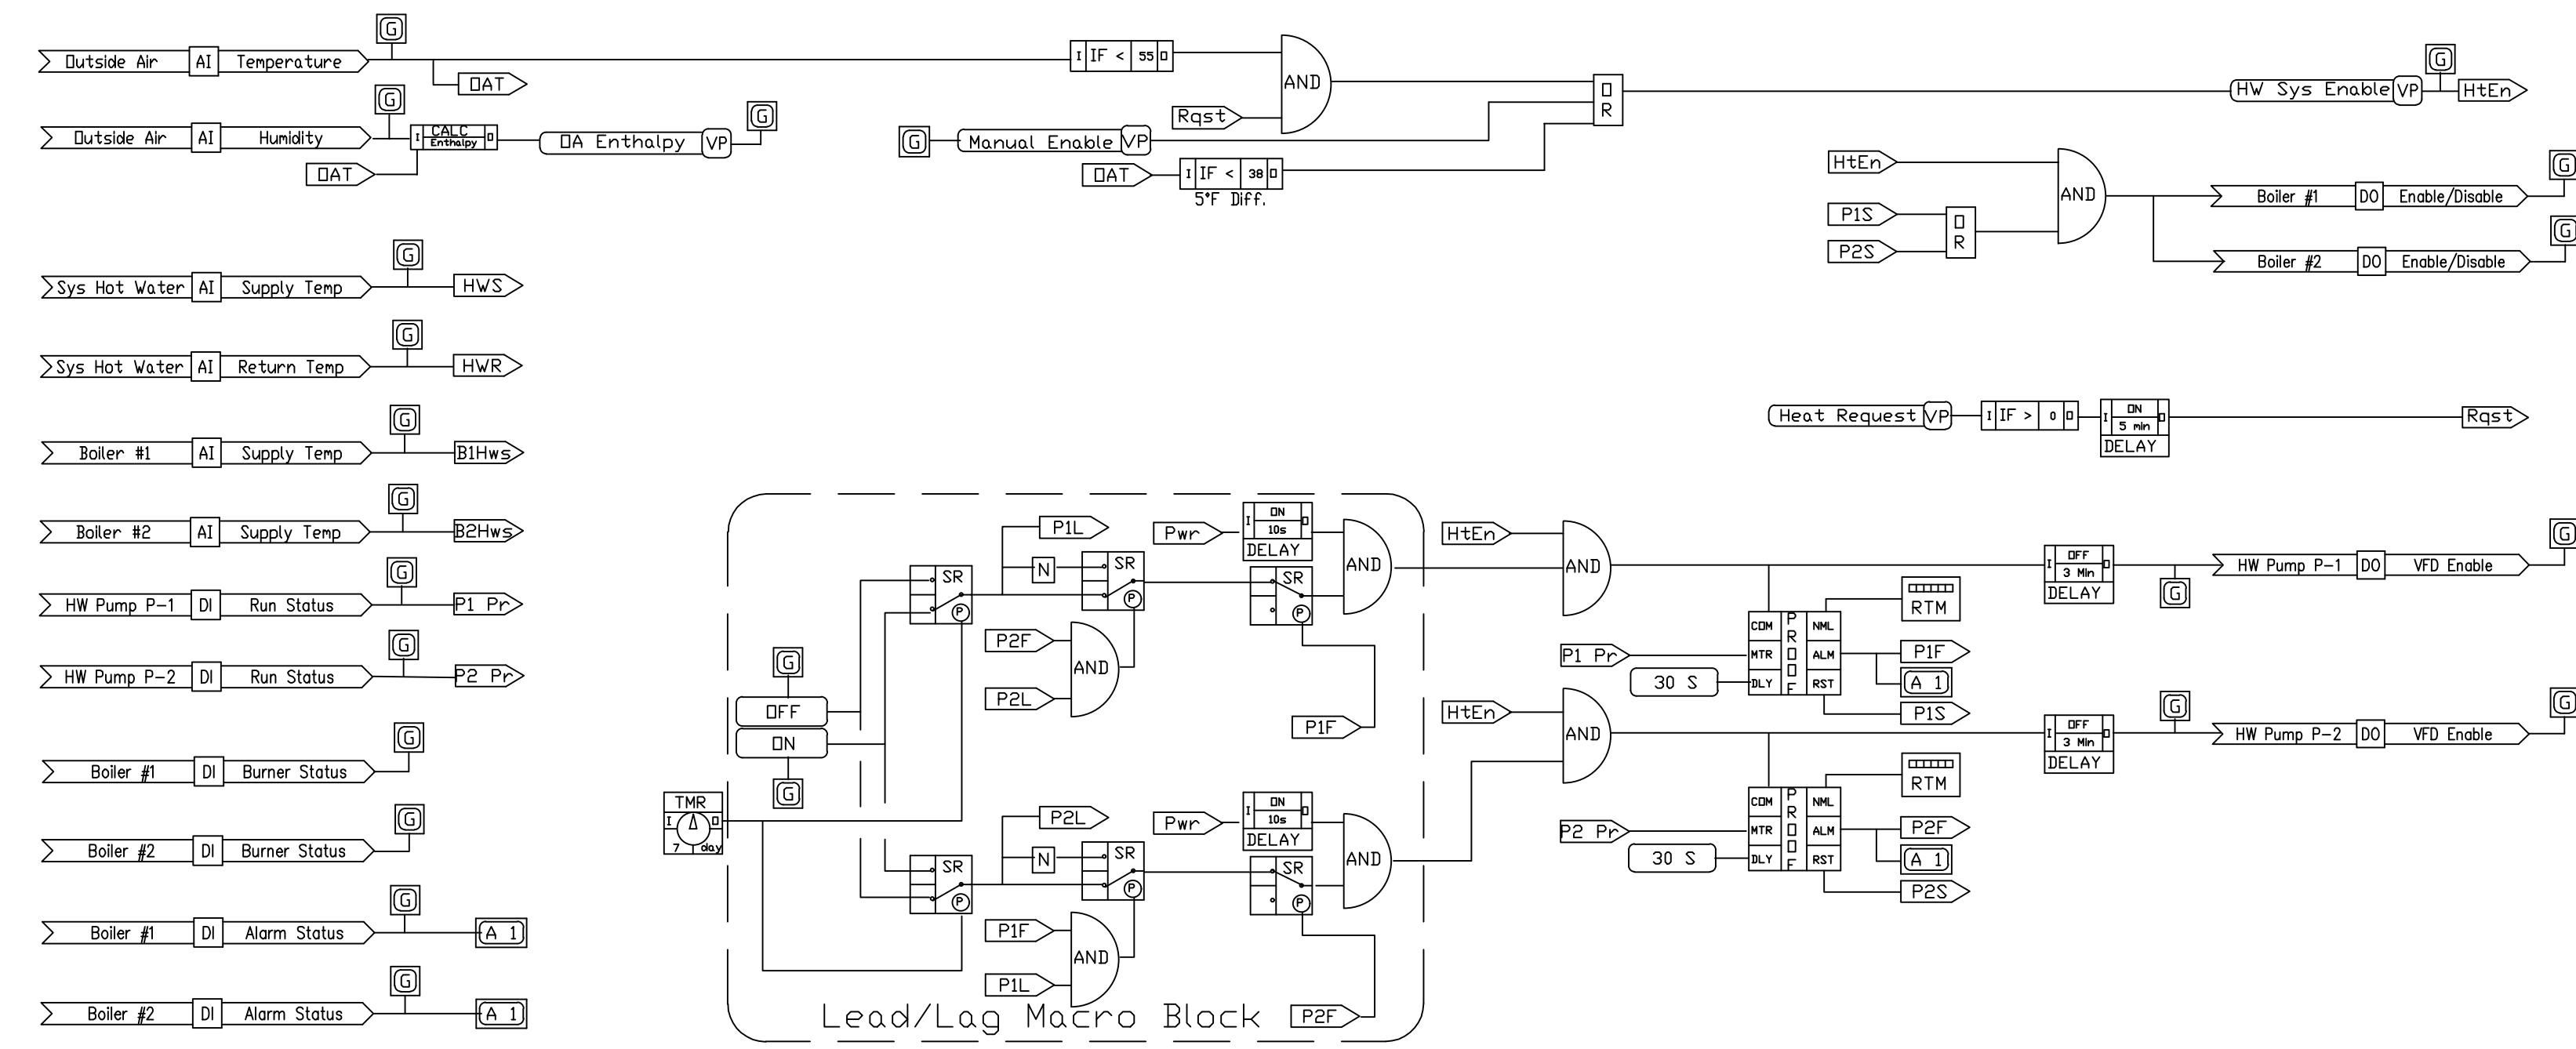 G
Outside Air AI Temperature
OAT
G
Outside Air AI Humidity
I CALC O
Enthalpy
OAT
OA Enthalpy VP
G
I IF < 55 O
Rqst
AND
G Manual Enable VP
OAT
I IF < 38 O
5°F Diff.
OR
HW Sys Enable VP
G
HtEn
HtEn
P1S
P2S
OR
AND
Boiler #1 DO Enable/Disable
G
Boiler #2 DO Enable/Disable
G
G
Sys Hot Water AI Supply Temp
HWS
G
Sys Hot Water AI Return Temp
HWR
G
Boiler #1 AI Supply Temp
B1Hws
G
Boiler #2 AI Supply Temp
B2Hws
G
HW Pump P-1 DI Run Status
P1 Pr
G
HW Pump P-2 DI Run Status
P2 Pr
G
Boiler #1 DI Burner Status
G
Boiler #2 DI Burner Status
G
Boiler #1 DI Alarm Status
A 1
G
Boiler #2 DI Alarm Status
A 1
Heat Request VP
I IF > 0 O
I ON O
5 min
DELAY
Rqst
G
OFF
ON
G
TMR
I O
7 day
SR
P
P1L
N
SR
P
P2F
P2L
AND
Pwr
I ON O
10s
DELAY
SR
P
AND
P1F
SR
P
P2L
N
SR
P
P1F
P1L
AND
Pwr
I ON O
10s
DELAY
SR
P
AND
P2F
Lead/Lag Macro Block
HtEn
AND
P1 Pr
30 S
COM
MTR
DLY
PROOF
NML
ALM
RST
RTM
P1F
A 1
P1S
I OFF O
3 Min
DELAY
G
HW Pump P-1 DO VFD Enable
G
HtEn
AND
P2 Pr
30 S
COM
MTR
DLY
PROOF
NML
ALM
RST
RTM
P2F
A 1
P2S
I OFF O
3 Min
DELAY
G
HW Pump P-2 DO VFD Enable
G